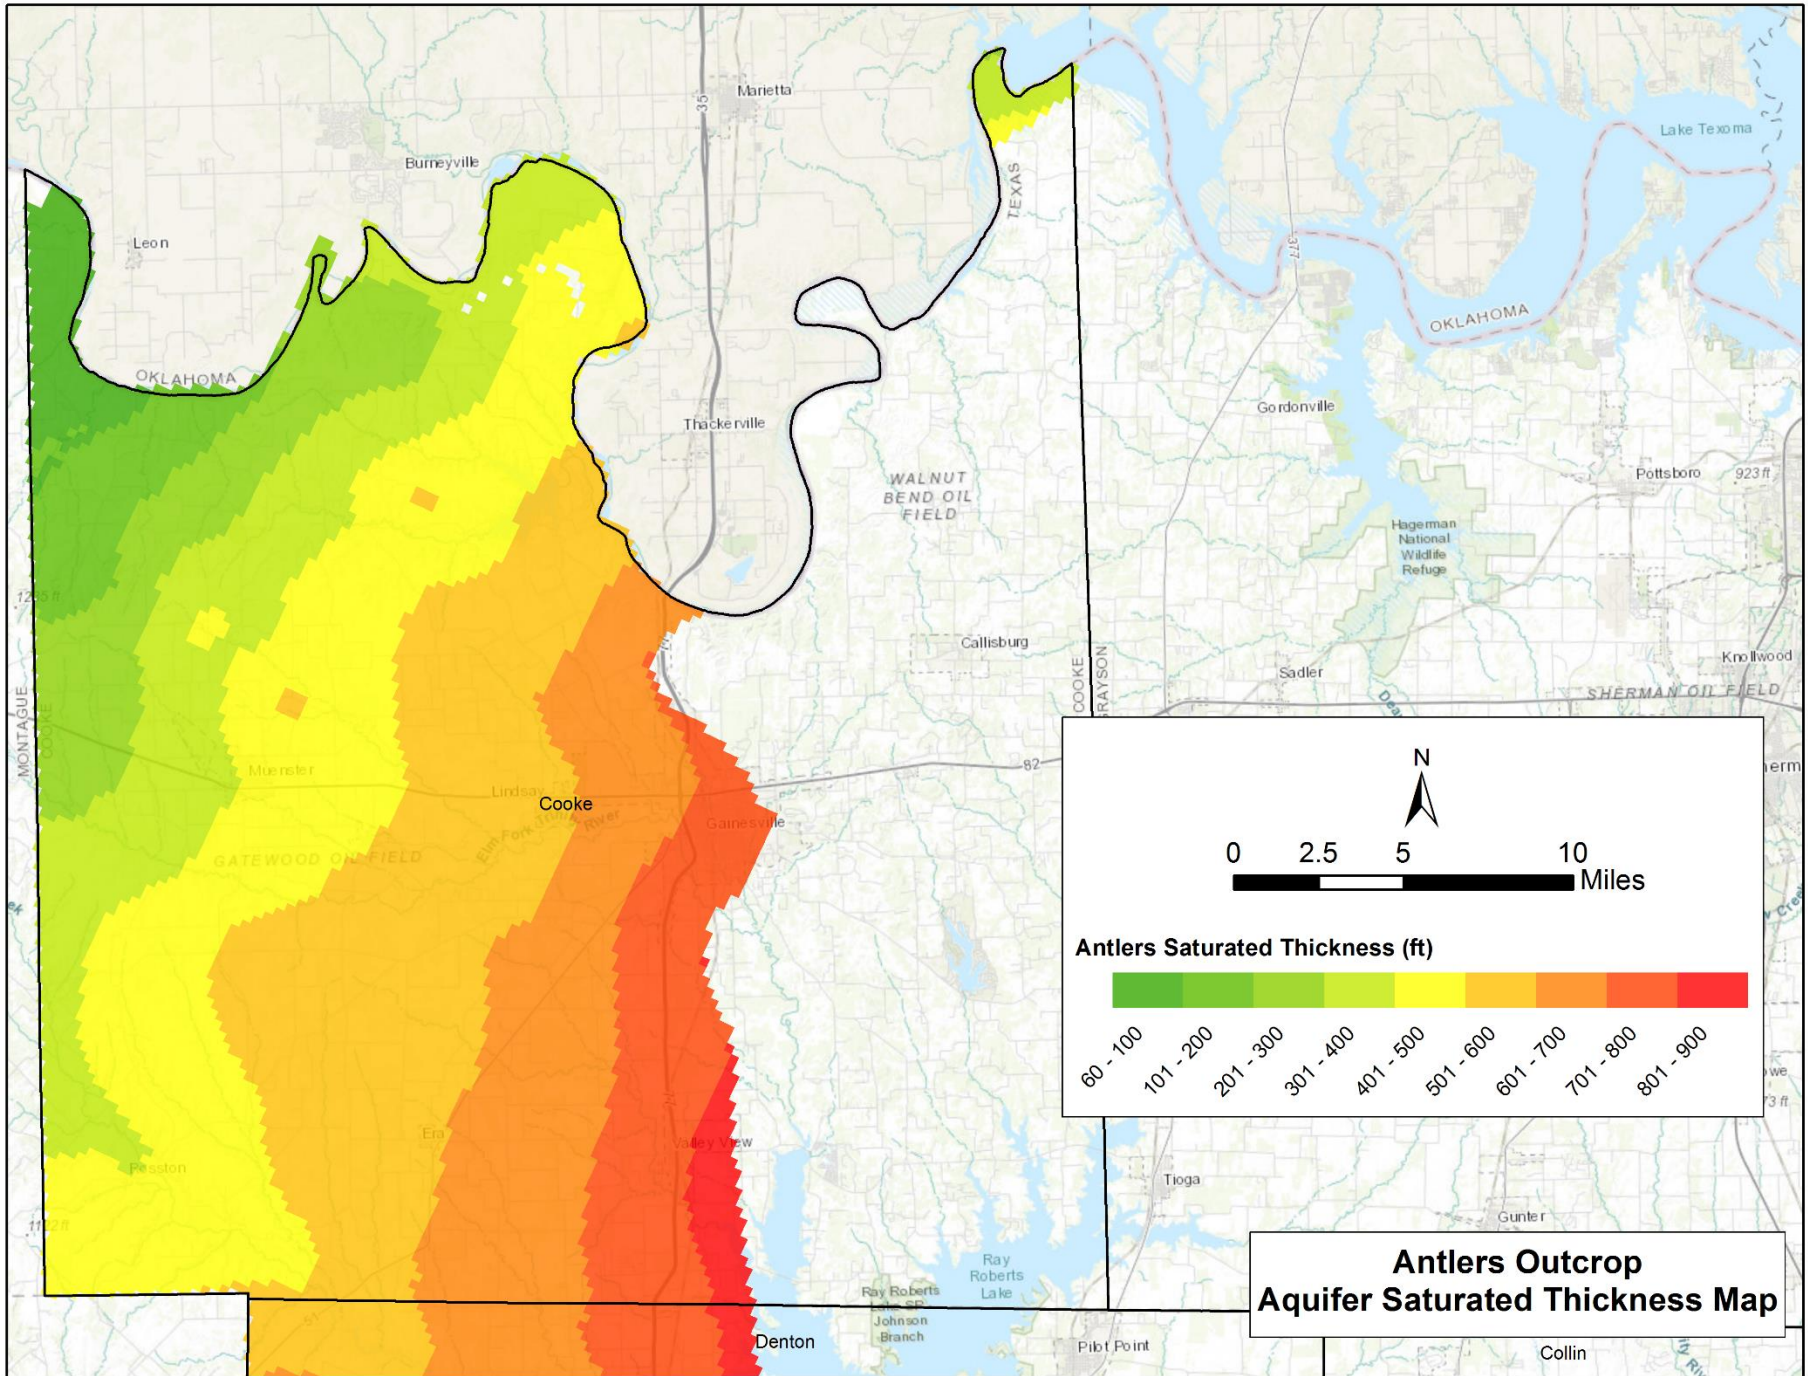 Marietta
35
Lake Texoma
Burneyville
TEXAS
Leon
377
OKLAHOMA
OKLAHOMA
Gordonville
Thackerville
Pottsboro
923 ft
WALNUT
BEND OIL
FIELD
Hagerman
National
Wildlife
Refuge
Callisburg
COOKE
GRAYSON
Sadler
Knollwood
SHERMAN OIL FIELD
MONTAGUE
COOKE
Muenster
82
Lindsay
Cooke
Elm Fork Trinity River
Gainesville
GATEWOOD OIL FIELD
N
0 2.5 5 10
Miles
Antlers Saturated Thickness (ft)
60 - 100
101 - 200
201 - 300
301 - 400
401 - 500
501 - 600
601 - 700
701 - 800
801 - 900
Era
Valley View
Rosston
Tioga
Gunter
Ray
Roberts
Lake
Ray Roberts
Lake SP
Johnson
Branch
Antlers Outcrop
Aquifer Saturated Thickness Map
Denton
Pilot Point
Collin